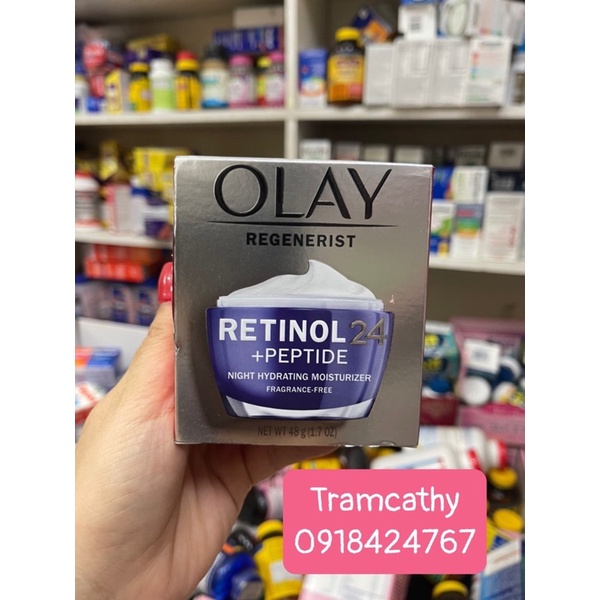 OLAY
REGENERIST
RETINOL 24
+PEPTIDE
NIGHT HYDRATING MOISTURIZER
FRAGRANCE-FREE
NET WT 48 g (1.7 OZ)
Tramcathy
0918424767